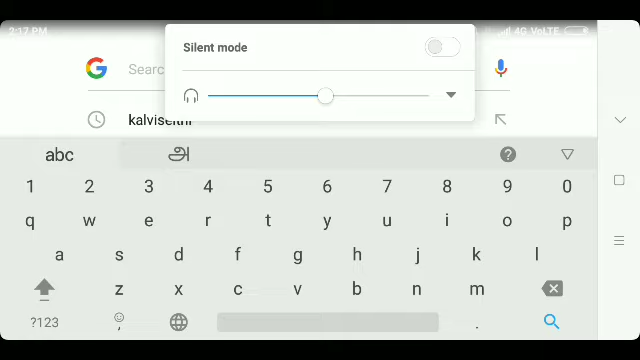 2:17 PM 4G VoLTE
Silent mode
Searc
kalviseithi
abc அ
1 2 3 4 5 6 7 8 9 0
q w e r t y u i o p
a s d f g h j k l
z x c v b n m
?123 , .